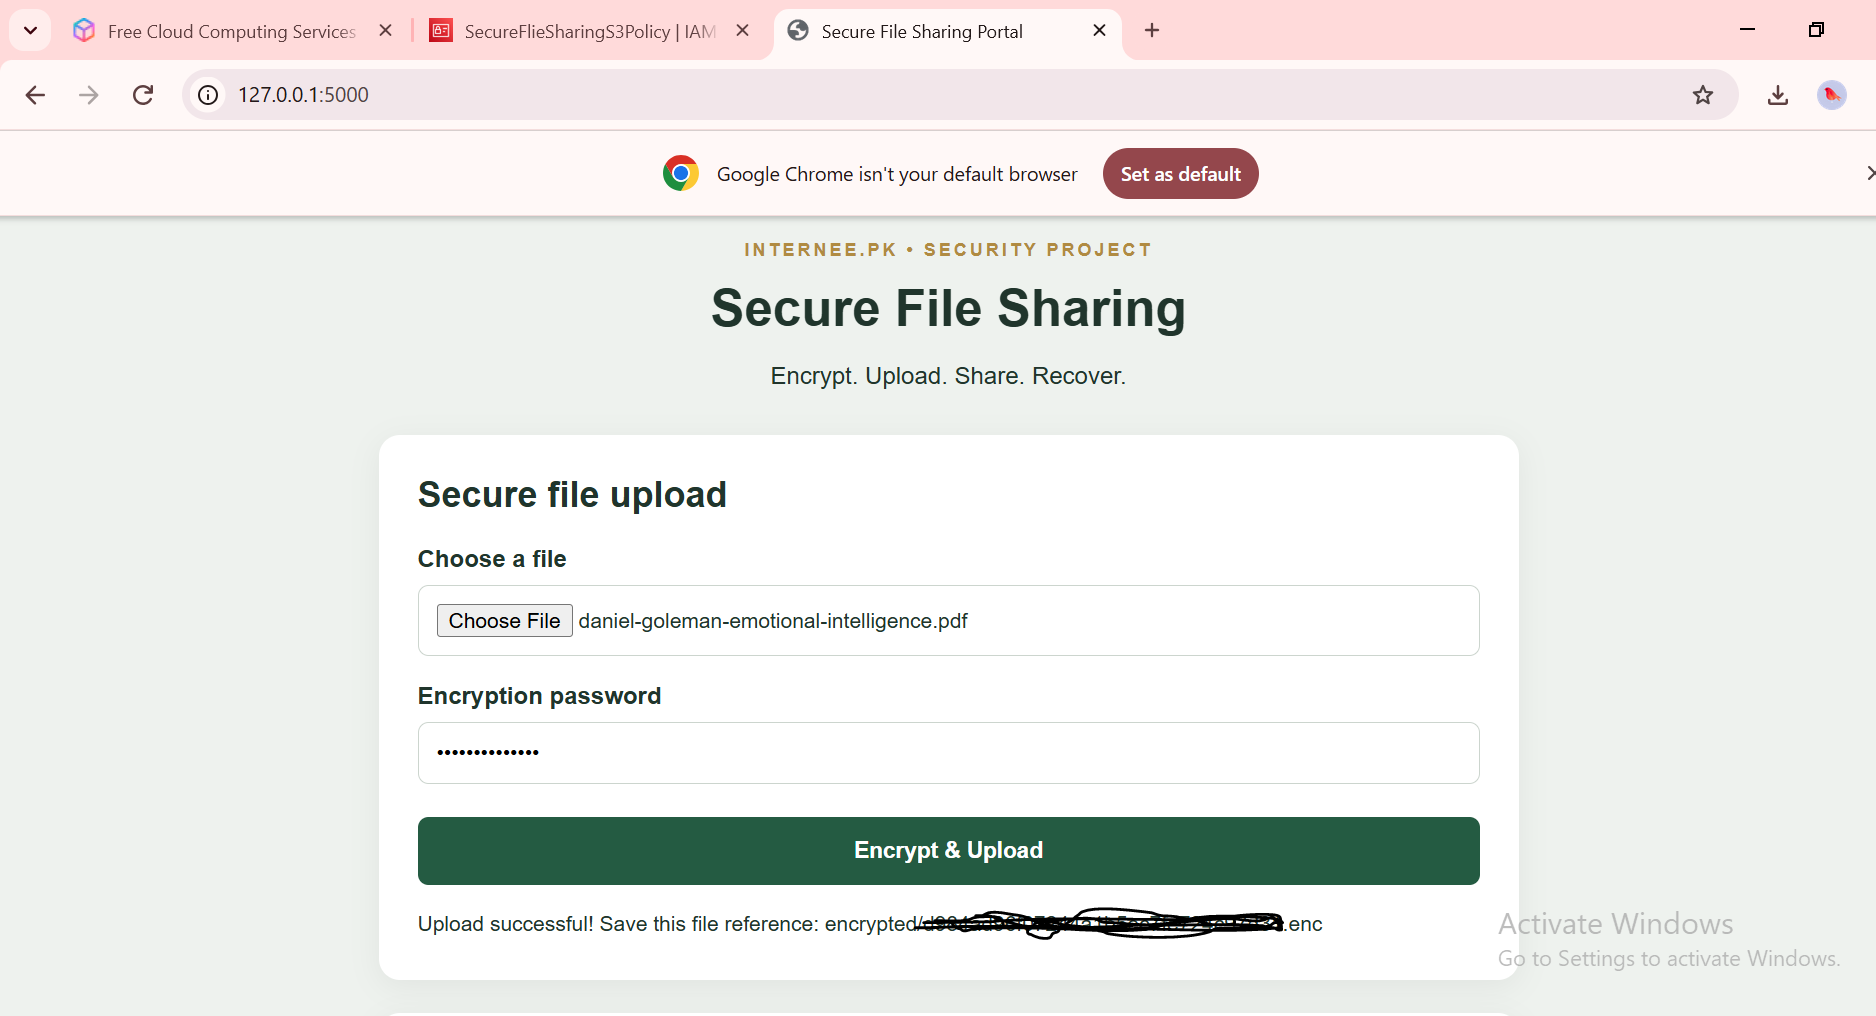 Free Cloud Computing Services
SecureFlieSharingS3Policy | IAM
Secure File Sharing Portal
127.0.0.1:5000
Google Chrome isn't your default browser
Set as default
INTERNEE.PK • SECURITY PROJECT
Secure File Sharing
Encrypt. Upload. Share. Recover.
Secure file upload
Choose a file
Choose File daniel-goleman-emotional-intelligence.pdf
Encryption password
••••••••••••••
Encrypt & Upload
Upload successful! Save this file reference: encrypted/ .enc
Activate Windows
Go to Settings to activate Windows.